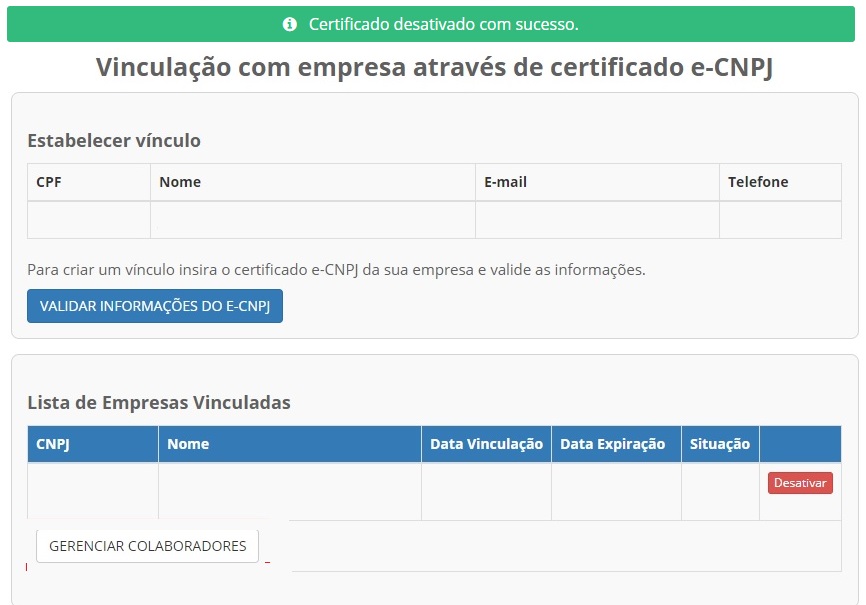 Certificado desativado com sucesso.
Vinculação com empresa através de certificado e-CNPJ
Estabelecer vínculo
CPF Nome E-mail Telefone
Para criar um vínculo insira o certificado e-CNPJ da sua empresa e valide as informações.
VALIDAR INFORMAÇÕES DO E-CNPJ
Lista de Empresas Vinculadas
CNPJ Nome Data Vinculação Data Expiração Situação
Desativar
GERENCIAR COLABORADORES